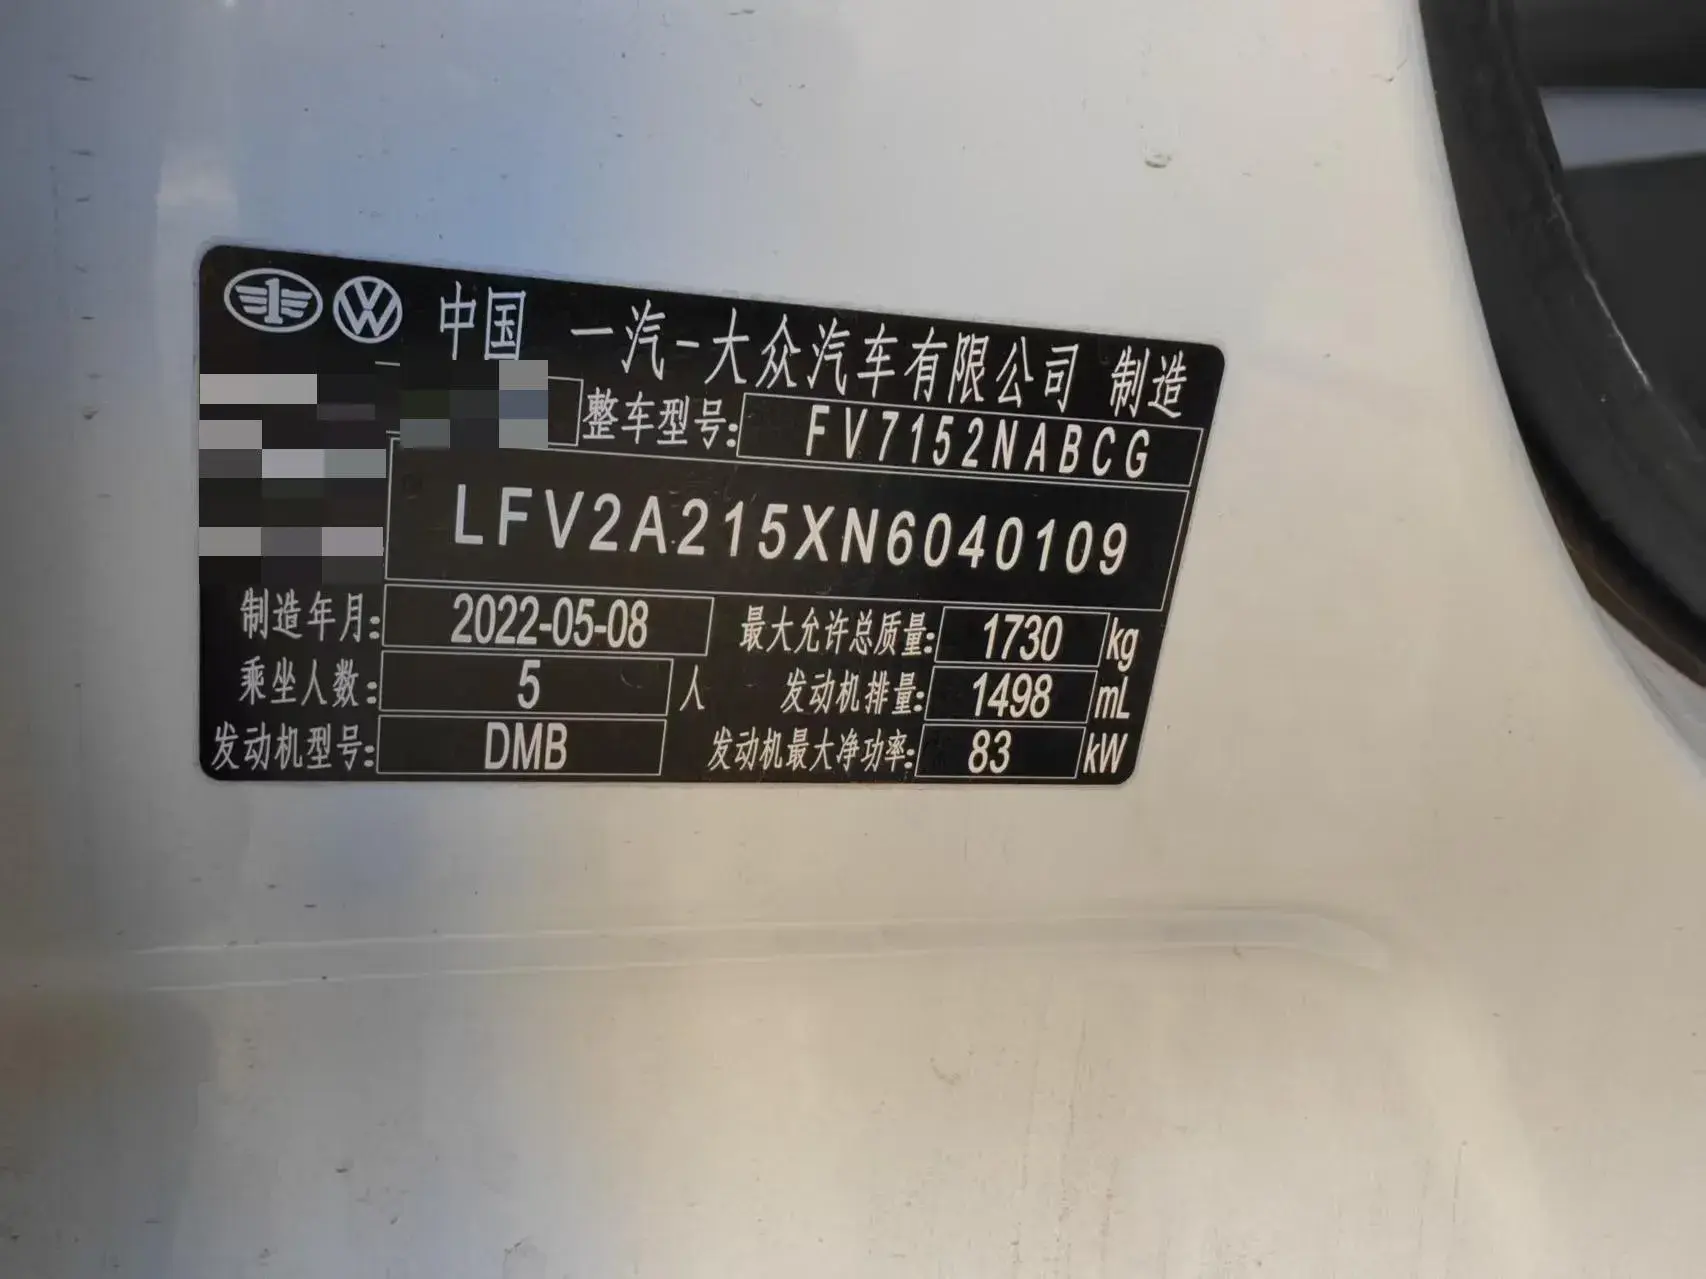 中国 一汽-大众汽车有限公司 制造
整车型号: FV7152NABCG
LFV2A215XN6040109
制造年月: 2022-05-08 最大允许总质量: 1730 kg
乘坐人数: 5 人 发动机排量: 1498 mL
发动机型号: DMB 发动机最大净功率: 83 kW